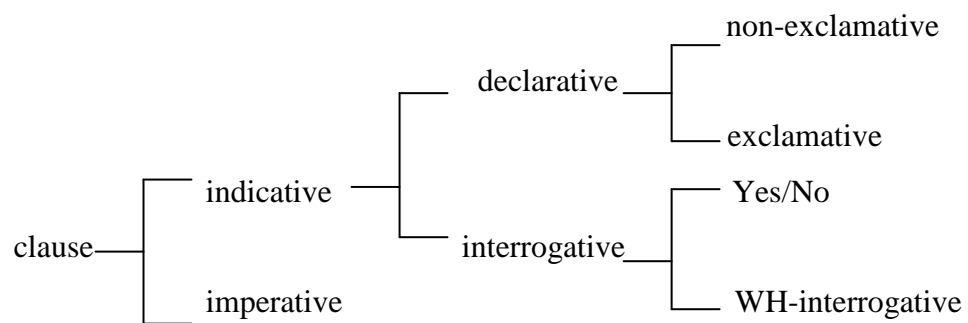 non-exclamative
declarative
exclamative
indicative
Yes/No
clause
interrogative
imperative
WH-interrogative